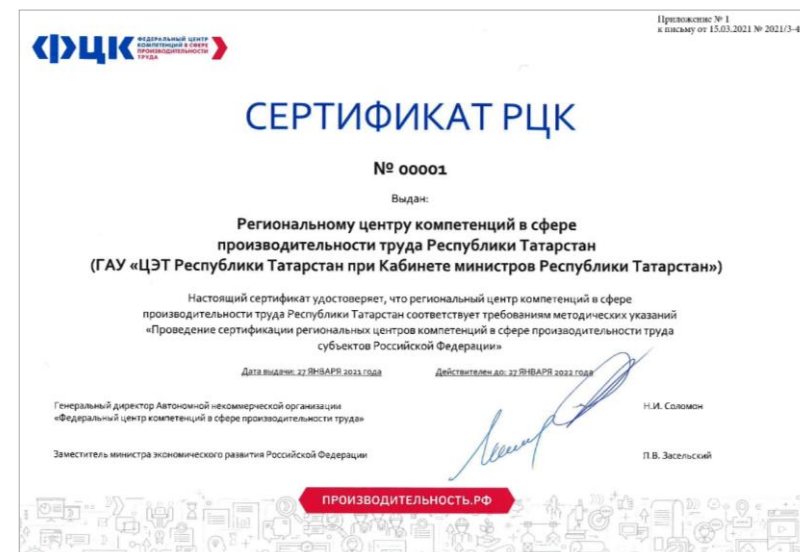 Приложение № 1
к письму от 15.03.2021 № 2021/3-4
ФЦК
ФЕДЕРАЛЬНЫЙ ЦЕНТР
КОМПЕТЕНЦИЙ В СФЕРЕ
ПРОИЗВОДИТЕЛЬНОСТИ
ТРУДА
СЕРТИФИКАТ РЦК
№ 00001
Выдан:
Региональному центру компетенций в сфере
производительности труда Республики Татарстан
(ГАУ «ЦЭТ Республики Татарстан при Кабинете министров Республики Татарстан»)
Настоящий сертификат удостоверяет, что региональный центр компетенций в сфере
производительности труда Республики Татарстан соответствует требованиям методических указаний
«Проведение сертификации региональных центров компетенций в сфере производительности труда
субъектов Российской Федерации»
Дата выдачи: 27 ЯНВАРЯ 2021 года Действителен до: 27 ЯНВАРЯ 2022 года
Генеральный директор Автономной некоммерческой организации
«Федеральный центр компетенций в сфере производительности труда»
Н.И. Соломон
Заместитель министра экономического развития Российской Федерации
П.В. Засельский
ПРОИЗВОДИТЕЛЬНОСТЬ.РФ